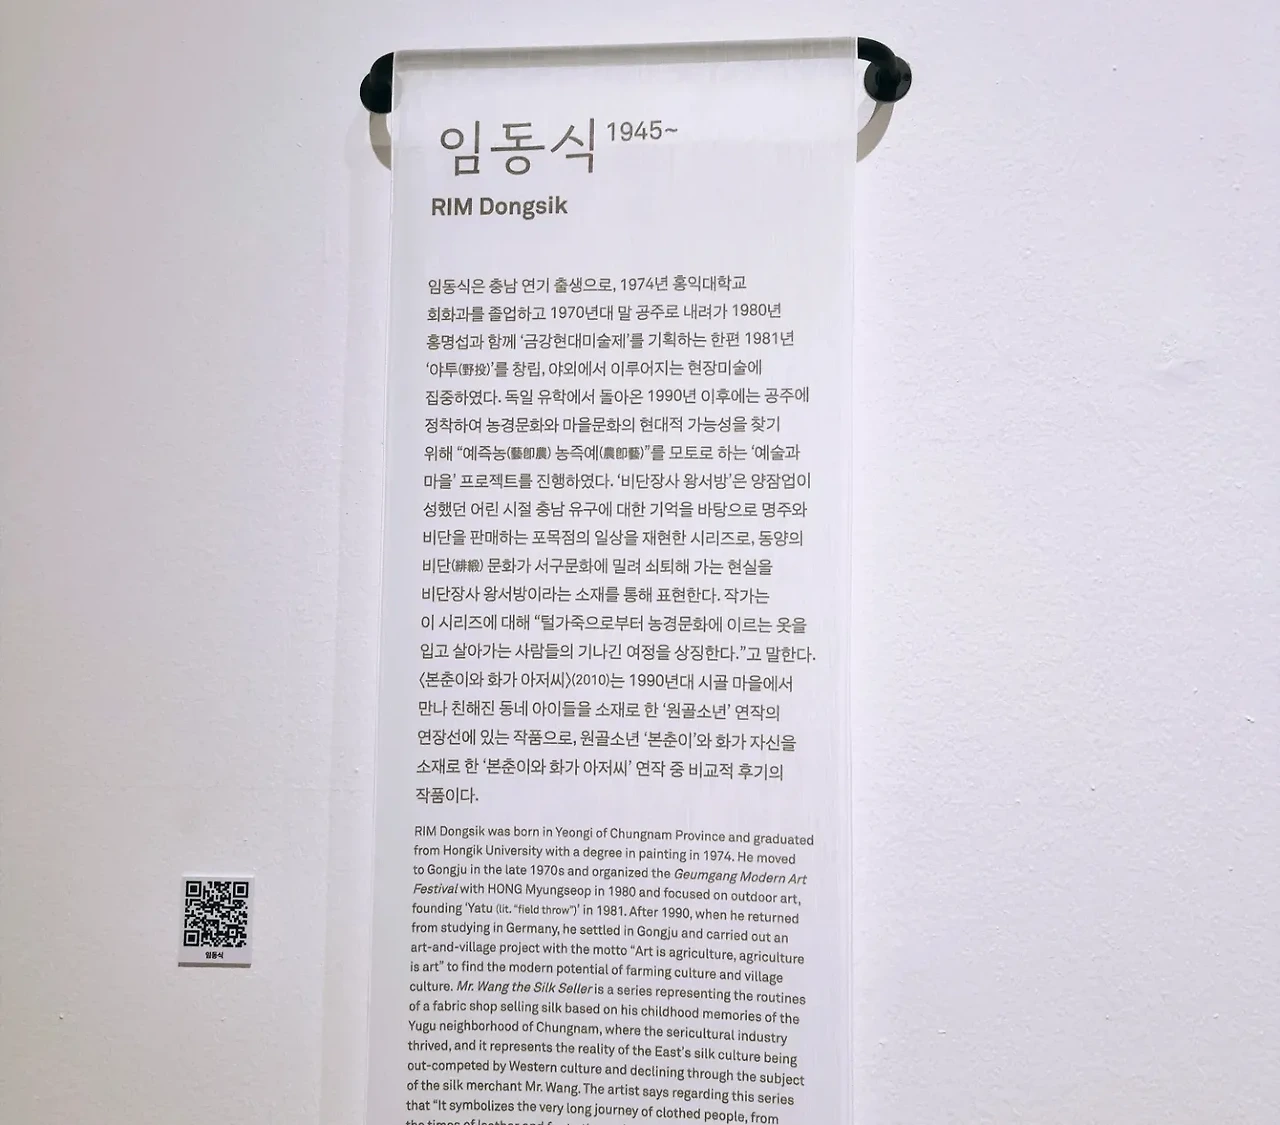 임동식 1945~
RIM Dongsik
임동식은 충남 연기 출생으로, 1974년 홍익대학교
회화과를 졸업하고 1970년대 말 공주로 내려가 1980년
홍명섭과 함께 ‘금강현대미술제’를 기획하는 한편 1981년
‘야투(野投)’를 창립, 야외에서 이루어지는 현장미술에
집중하였다. 독일 유학에서 돌아온 1990년 이후에는 공주에
정착하여 농경문화와 마을문화의 현대적 가능성을 찾기
위해 “예즉농(藝卽農) 농즉예(農卽藝)”를 모토로 하는 ‘예술과
마을’ 프로젝트를 진행하였다. ‘비단장사 왕서방’은 양잠업이
성했던 어린 시절 충남 유구에 대한 기억을 바탕으로 명주와
비단을 판매하는 포목점의 일상을 재현한 시리즈로, 동양의
비단(緋緞) 문화가 서구문화에 밀려 쇠퇴해 가는 현실을
비단장사 왕서방이라는 소재를 통해 표현한다. 작가는
이 시리즈에 대해 “털가죽으로부터 농경문화에 이르는 옷을
입고 살아가는 사람들의 기나긴 여정을 상징한다.”고 말한다.
〈본춘이와 화가 아저씨〉(2010)는 1990년대 시골 마을에서
만나 친해진 동네 아이들을 소재로 한 ‘원골소년’ 연작의
연장선에 있는 작품으로, 원골소년 ‘본춘이’와 화가 자신을
소재로 한 ‘본춘이와 화가 아저씨’ 연작 중 비교적 후기의
작품이다.
RIM Dongsik was born in Yeongi of Chungnam Province and graduated
from Hongik University with a degree in painting in 1974. He moved
to Gongju in the late 1970s and organized the Geumgang Modern Art
Festival with HONG Myungseop in 1980 and focused on outdoor art,
founding ‘Yatu (lit. “field throw”)’ in 1981. After 1990, when he returned
from studying in Germany, he settled in Gongju and carried out an
art-and-village project with the motto “Art is agriculture, agriculture
is art” to find the modern potential of farming culture and village
culture. Mr. Wang the Silk Seller is a series representing the routines
of a fabric shop selling silk based on his childhood memories of the
Yugu neighborhood of Chungnam, where the sericultural industry
thrived, and it represents the reality of the East’s silk culture being
out-competed by Western culture and declining through the subject
of the silk merchant Mr. Wang. The artist says regarding this series
that “It symbolizes the very long journey of clothed people, from
the times of leather and
임동식